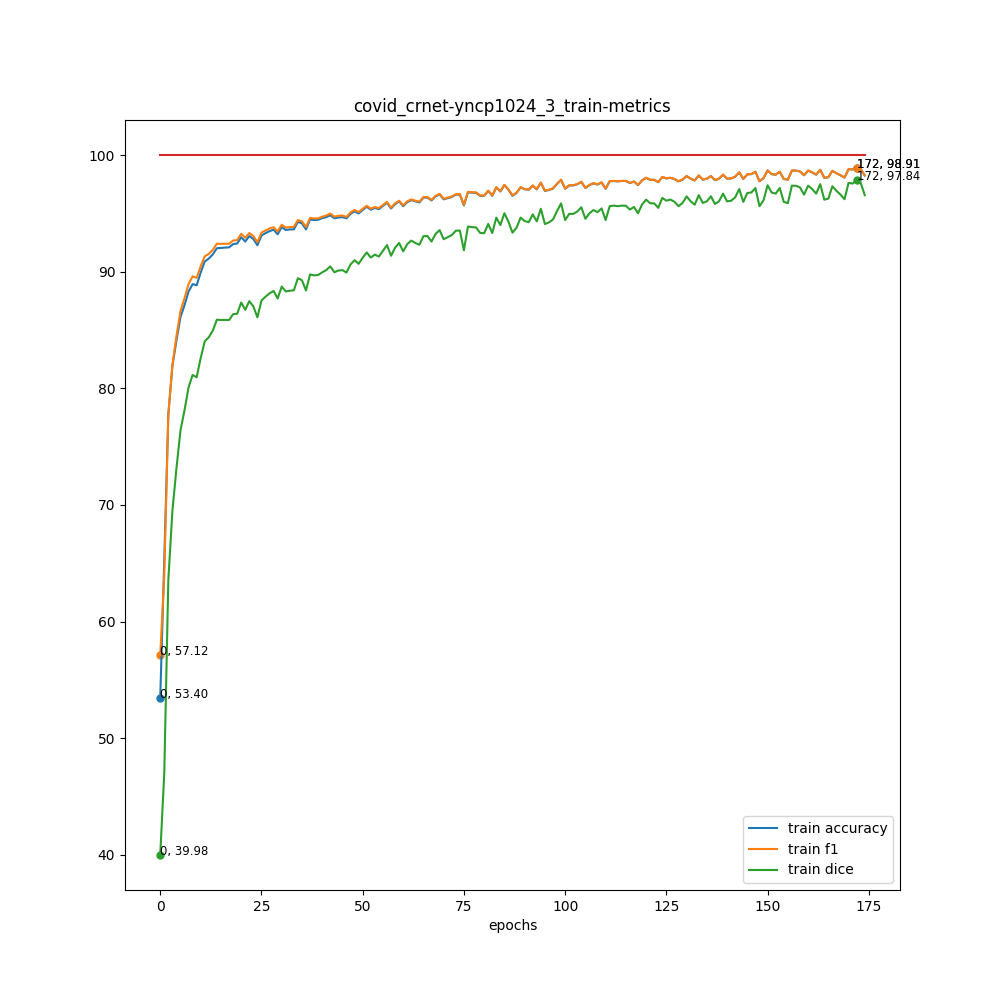 covid_crnet-yncp1024_3_train-metrics
100
90
80
70
60
50
40
172, 98.91
172, 97.84
0, 57.12
0, 53.40
0, 39.98
train accuracy
train f1
train dice
0 25 50 75 100 125 150 175
epochs